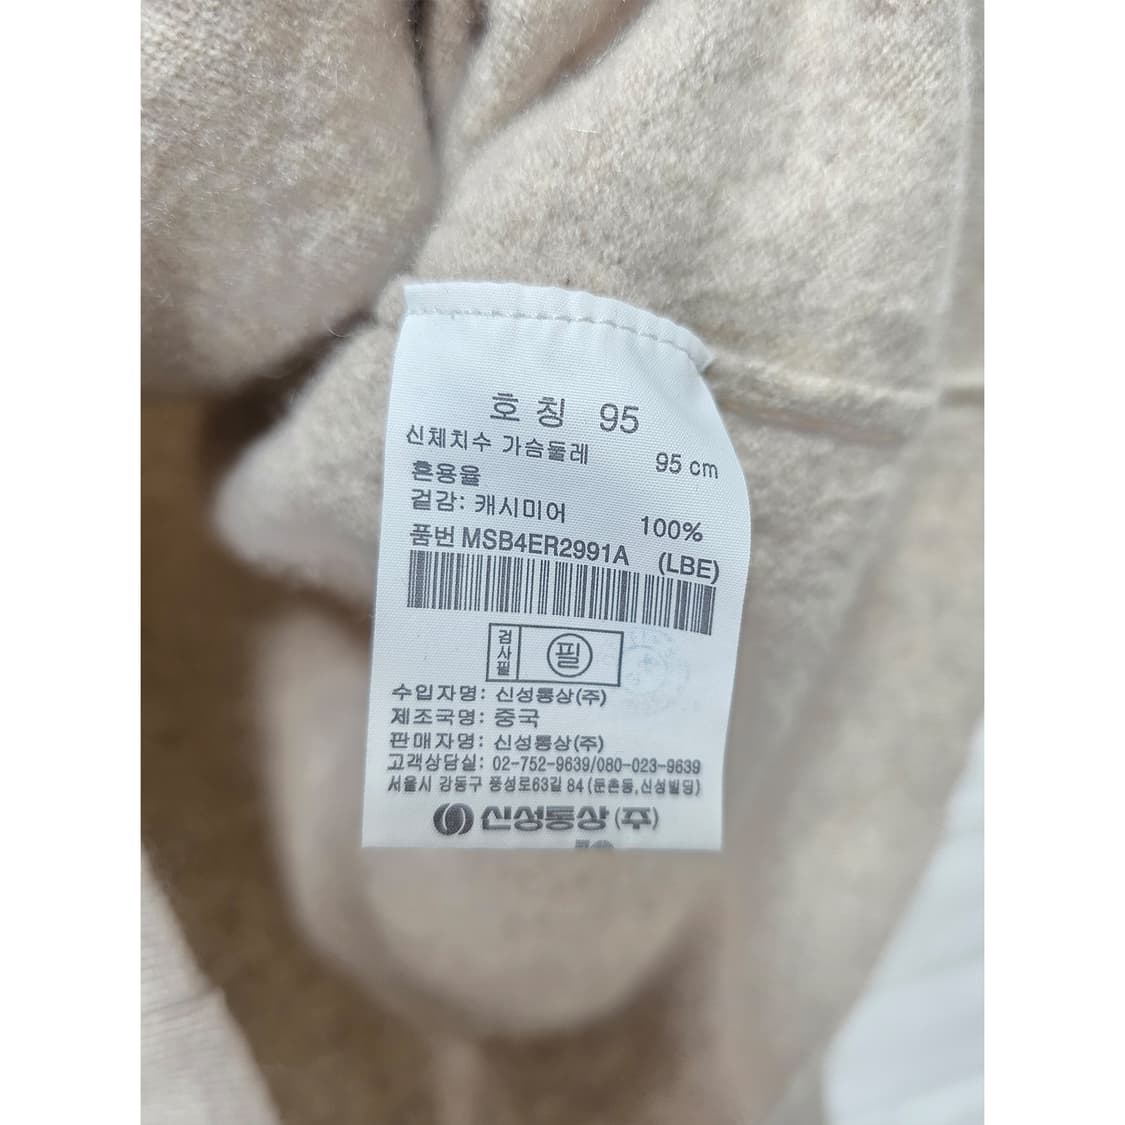 호 칭 95
신체치수 가슴둘레 95 cm
혼용율
겉감: 캐시미어 100%
품번 MSB4ER2991A (LBE)
검사필 필
수입자명: 신성통상(주)
제조국명: 중국
판매자명: 신성통상(주)
고객상담실: 02-752-9639/080-023-9639
서울시 강동구 풍성로63길 84 (둔촌동,신성빌딩)
신성통상(주)